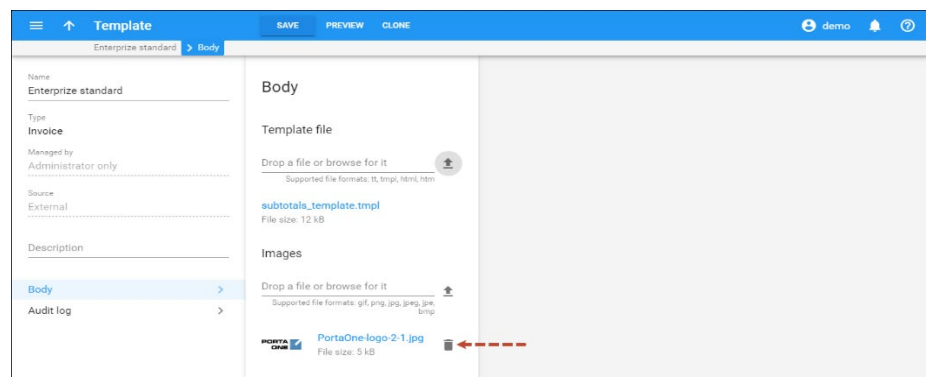 Template
SAVE PREVIEW CLONE
demo
Enterprize standard > Body
Name
Enterprize standard
Type
Invoice
Managed by
Administrator only
Source
External
Description
Body
Audit log
Body
Template file
Drop a file or browse for it
Supported file formats: tt, tmpl, html, htm
subtotals_template.tmpl
File size: 12 kB
Images
Drop a file or browse for it
Supported file formats: gif, png, jpg, jpeg, jpe,
bmp
PORTA
ONE
PortaOne-logo-2-1.jpg
File size: 5 kB